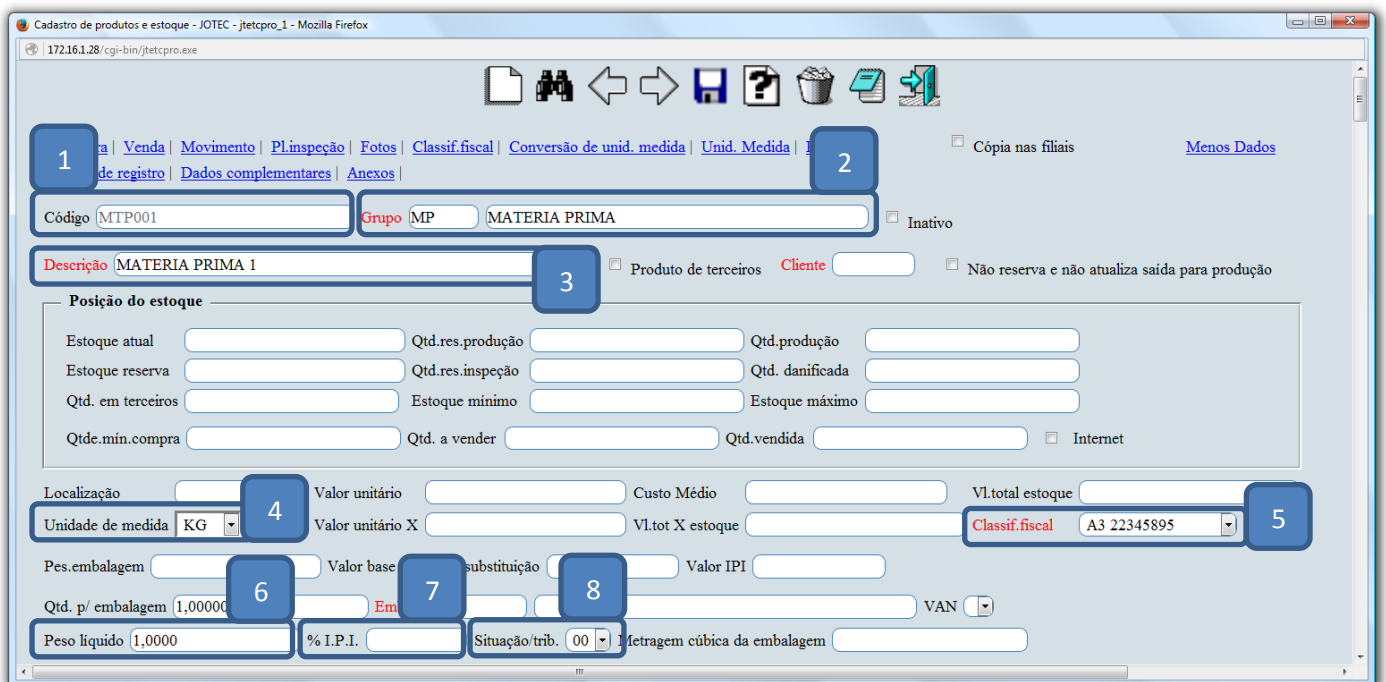 Cadastro de produtos e estoque - JOTEC - jtetcpro_1 - Mozilla Firefox
172.16.1.28/cgi-bin/jtetcpro.exe
| Venda | Movimento | Pl.inspeção | Fotos | Classif.fiscal | Conversão de unid. medida | Unid. Medida | Cópia nas filiais Menos Dados
1 2
de registro | Dados complementares | Anexos |
Código MTP001 Grupo MP MATERIA PRIMA Inativo
Descrição MATERIA PRIMA 1 3 Produto de terceiros Cliente Não reserva e não atualiza saída para produção
Posição do estoque
Estoque atual Qtd.res.produção Qtd.produção
Estoque reserva Qtd.res.inspeção Qtd. danificada
Qtd. em terceiros Estoque mínimo Estoque máximo
Qtde.mín.compra Qtd. a vender Qtd.vendida Internet
Localização Valor unitário Custo Médio Vl.total estoque
4 5
Unidade de medida KG Valor unitário X Vl.tot X estoque Classif.fiscal A3 22345895
Pes.embalagem Valor base substituição Valor IPI
6 7 8
Qtd. p/ embalagem 1,0000 VAN
Peso líquido 1,0000 % I.P.I. Situação/trib. 00 Metragem cúbica da embalagem